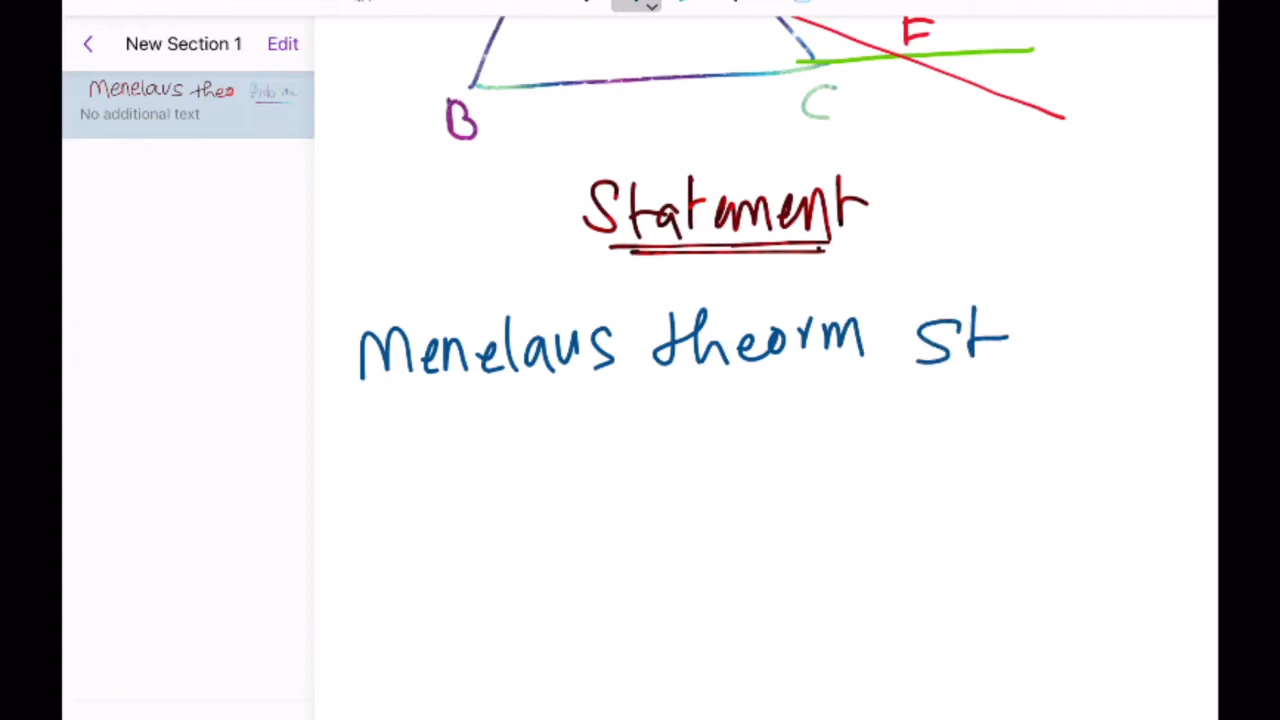 New Section 1 Edit
Menelaus theo
No additional text
F
B
C
Statement
Menelaus theorm St